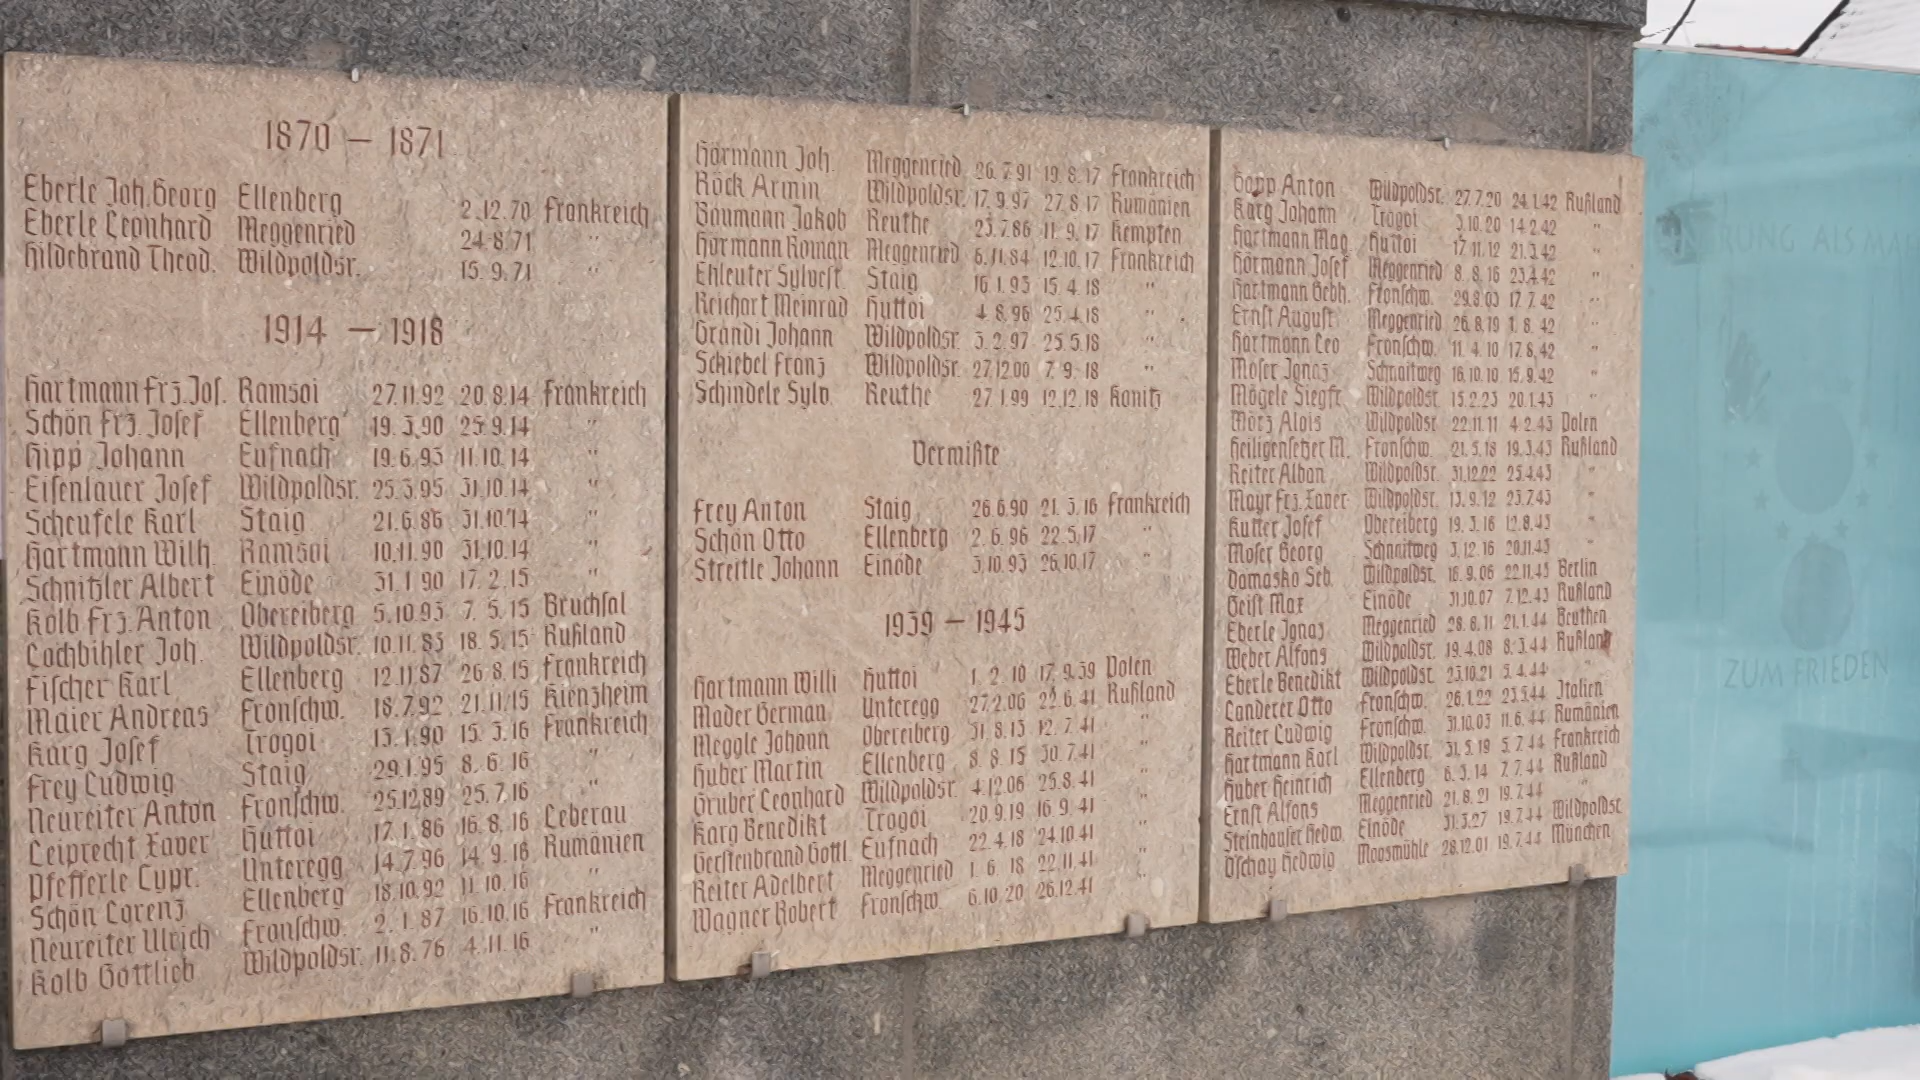 1870 – 1871
Eberle Joh. Georg Ellenberg 2.12.70 Frankreich
Eberle Leonhard Meggenried 24.8.71 "
Hildebrand Theod. Wildpoldsr. 15.9.71 "
1914 – 1918
Hartmann Frz. Jos. Ramsoi 27.11.92 20.8.14 Frankreich
Schön Frz. Josef Ellenberg 19.3.90 25.9.14 "
Hipp Johann Eufnach 19.6.93 11.10.14 "
Eisenlauer Josef Wildpoldsr. 25.3.95 31.10.14 "
Scheufele Karl Staig 21.6.86 31.10.14 "
Hartmann Wilh. Ramsoi 10.11.90 31.10.14 "
Schnitzler Albert Einöde 31.1.90 17.2.15 "
Kolb Frz. Anton Obereiberg 5.10.93 7.5.15 Bruchsal
Lochbihler Joh. Wildpoldsr. 10.11.83 18.5.15 Rußland
Fischer Karl Ellenberg 12.11.87 26.8.15 Frankreich
Maier Andreas Fronschw. 18.7.92 21.11.15 Kienzheim
Karg Josef Trogoi 13.1.90 15.3.16 Frankreich
Frey Ludwig Staig 29.1.95 8.6.16 "
Neureiter Anton Fronschw. 25.12.89 25.7.16 "
Leiprecht Xaver Huttoi 17.1.86 16.8.16 Leberau
Pfefferle Cypr. Unteregg 14.7.96 14.9.16 Rumänien
Schön Lorenz Ellenberg 18.10.92 11.10.16 "
Neureiter Ulrich Fronschw. 2.1.87 16.10.16 Frankreich
Kolb Gottlieb Wildpoldsr. 11.8.76 4.11.16 "
Hörmann Joh. Meggenried 26.7.91 19.8.17 Frankreich
Röck Armin Wildpoldsr. 17.9.97 27.8.17 Rumänien
Baumann Jakob Reuthe 23.7.86 11.9.17 Kempten
Hörmann Roman Meggenried 6.11.84 12.10.17 Frankreich
Ehleuter Sylvest. Staig 16.1.93 15.4.18 "
Reichart Meinrad Huttoi 4.8.96 25.4.18 "
Grandi Johann Wildpoldsr. 3.2.97 25.5.18 "
Schiebel Franz Wildpoldsr. 27.12.00 7.9.18 "
Schindele Sylv. Reuthe 27.1.99 12.12.18 Konitz
Vermißte
Frey Anton Staig 26.6.90 21.3.16 Frankreich
Schön Otto Ellenberg 2.6.96 22.5.17 "
Streitle Johann Einöde 3.10.93 26.10.17 "
1939 – 1945
Hartmann Willi Huttoi 1.2.10 17.9.39 Polen
Mader German Unteregg 27.2.06 22.6.41 Rußland
Meggle Johann Obereiberg 31.8.13 12.7.41 "
Huber Martin Ellenberg 8.8.15 30.7.41 "
Gruber Leonhard Wildpoldsr. 4.12.06 25.8.41 "
Karg Benedikt Trogoi 20.9.19 16.9.41 "
Gerstenbrand Gottl. Eufnach 22.4.18 24.10.41 "
Reiter Adelbert Meggenried 1.6.18 22.11.41 "
Wagner Robert Fronschw. 6.10.20 26.12.41 "
Hopp Anton Wildpoldsr. 27.7.20 24.1.42 Rußland
Karg Johann Trogoi 3.10.20 14.2.42 "
Hartmann Mag. Huttoi 17.11.12 21.3.42 "
Hörmann Josef Meggenried 8.8.16 23.4.42 "
Hartmann Gebh. Fronschw. 29.8.03 17.7.42 "
Ernst August Meggenried 26.8.19 1.8.42 "
Hartmann Leo Fronschw. 11.4.10 17.8.42 "
Moser Ignaz Schnaitweg 16.10.10 15.9.42 "
Mögele Siegfr. Wildpoldsr. 15.2.23 20.1.43 "
Mörz Alois Wildpoldsr. 22.11.11 4.2.43 Polen
Heiligensetzer M. Fronschw. 21.5.18 19.3.43 Rußland
Reiter Alban Wildpoldsr. 31.12.22 25.4.43
Mayr Frz. Xaver Wildpoldsr. 13.9.12 23.7.43
Kutter Josef Obereiberg 19.3.16 12.8.43
Moser Georg Schnaitweg 3.12.16 20.11.43
Domasko Seb. Wildpoldsr. 16.9.06 22.11.43 Berlin
Geist Max Einöde 31.10.07 7.12.43 Rußland
Eberle Ignaz Meggenried 28.8.11 21.1.44 Beuthen
Weber Alfons Wildpoldsr. 19.4.08 8.3.44 Rußland
Eberle Benedikt Wildpoldsr. 23.10.21 5.4.44 "
Landerer Otto Fronschw. 26.1.22 23.5.44 Italien
Reiter Ludwig Fronschw. 31.10.03 11.6.44 Rumänien
Hartmann Karl Wildpoldsr. 31.5.19 5.7.44 Frankreich
Huber Heinrich Ellenberg 6.3.14 7.7.44 Rußland
Ernst Alfons Meggenried 21.8.21 19.7.44 "
Steinhauser Hedw. Einöde 31.3.27 19.7.44 Wildpoldsr.
Oschay Hedwig Moosmühle 28.12.01 19.7.44 München
ALS
ZUM FRIEDEN